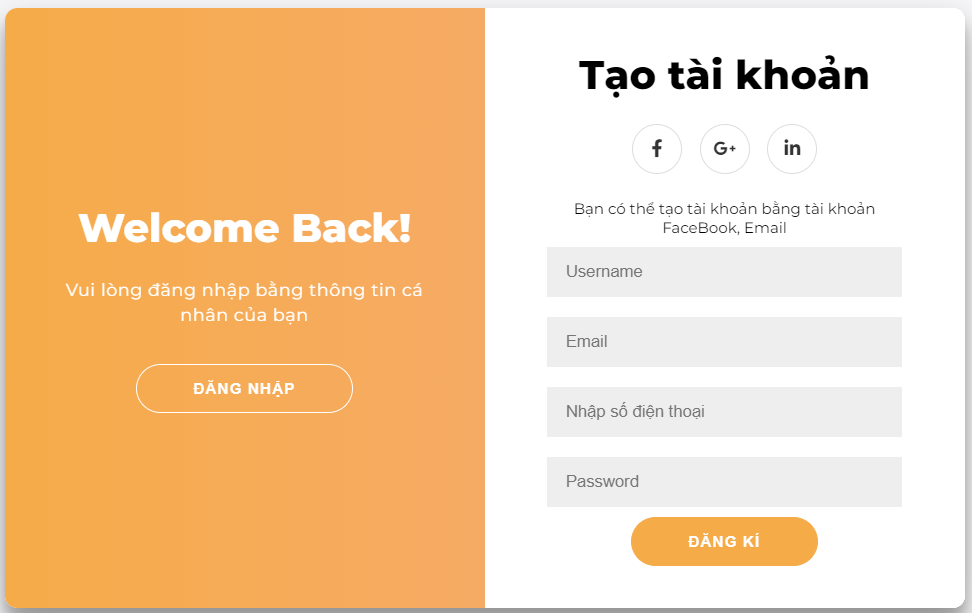 Welcome Back!
Vui lòng đăng nhập bằng thông tin cá
nhân của bạn
ĐĂNG NHẬP
Tạo tài khoản
f
G+
in
Bạn có thể tạo tài khoản bằng tài khoản
FaceBook, Email
Username
Email
Nhập số điện thoại
Password
ĐĂNG KÍ